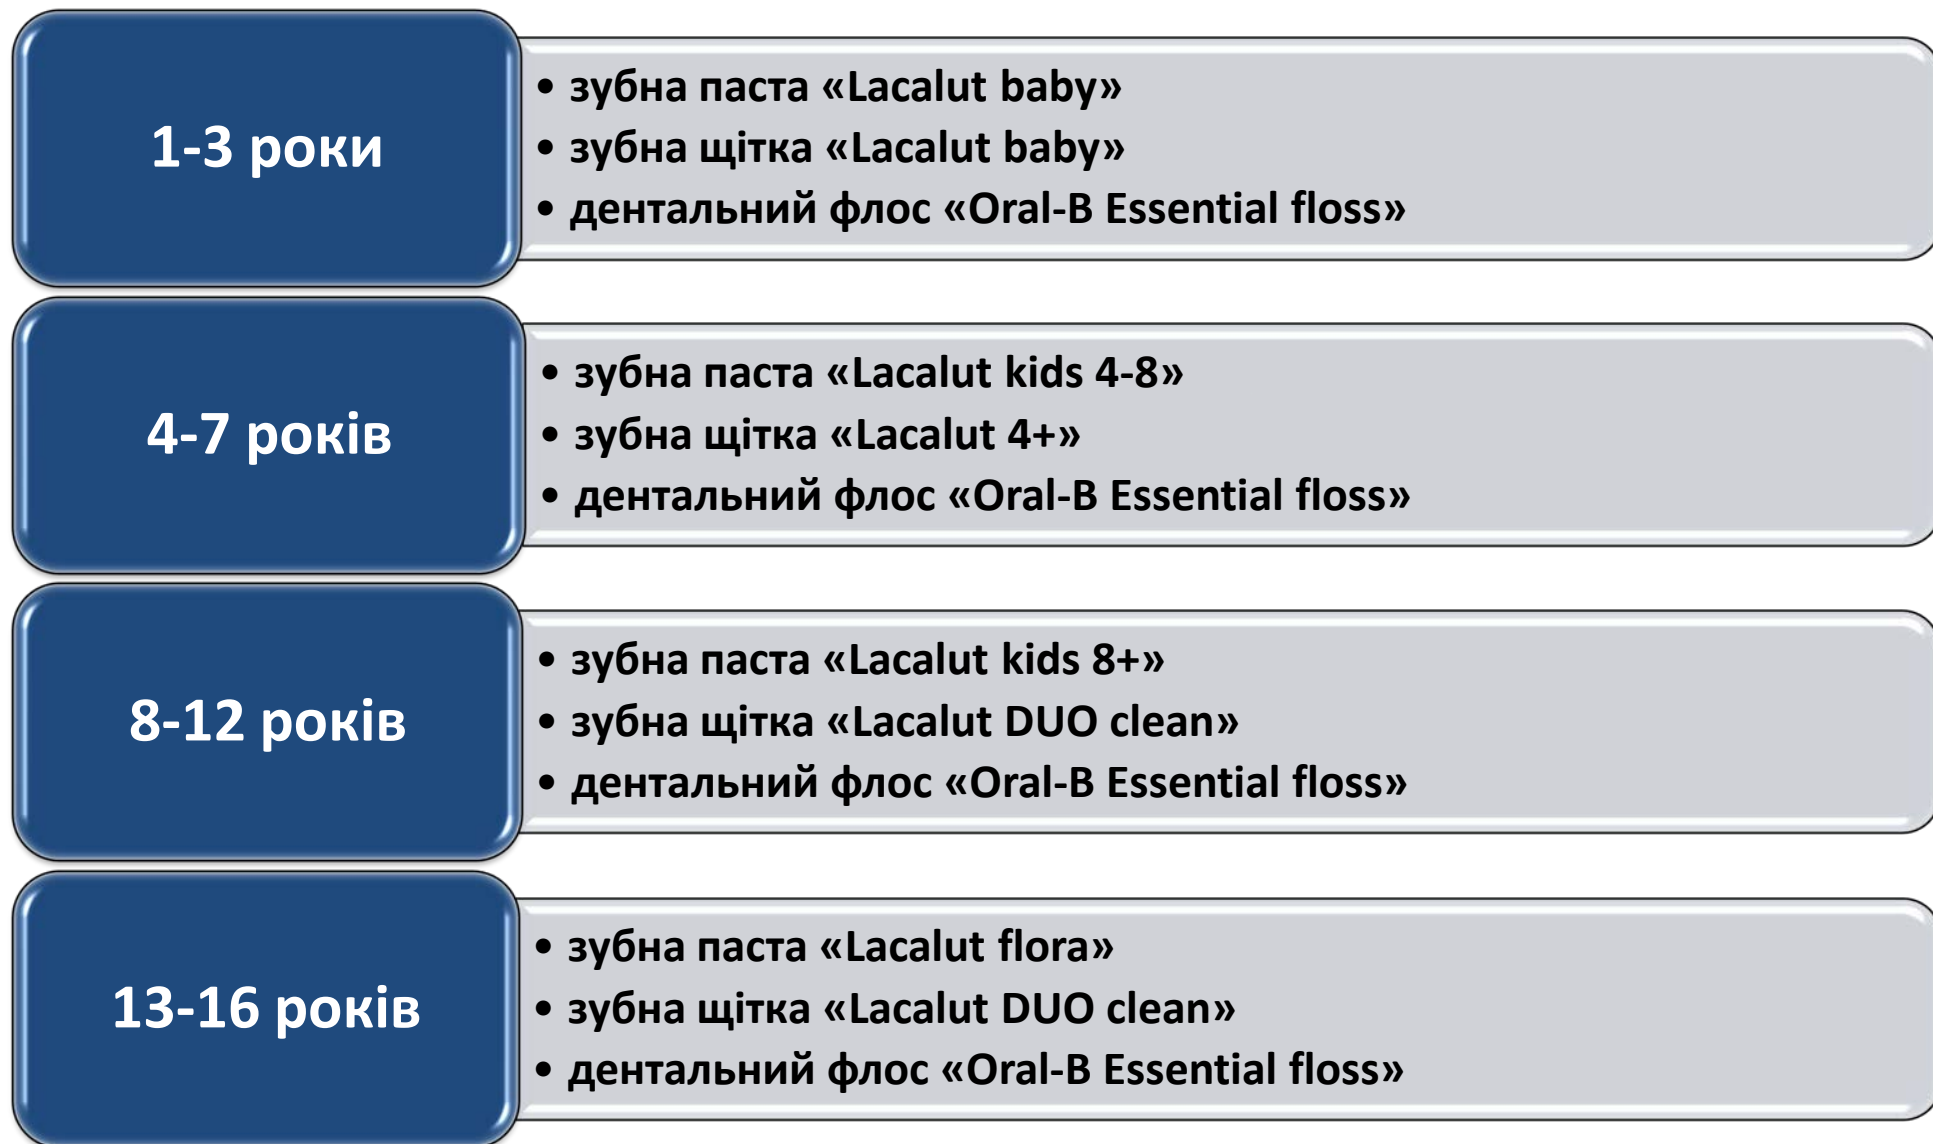 1-3 роки
• зубна паста «Lacalut baby»
• зубна щітка «Lacalut baby»
• дентальний флос «Oral-B Essential floss»
4-7 років
• зубна паста «Lacalut kids 4-8»
• зубна щітка «Lacalut 4+»
• дентальний флос «Oral-B Essential floss»
8-12 років
• зубна паста «Lacalut kids 8+»
• зубна щітка «Lacalut DUO clean»
• дентальний флос «Oral-B Essential floss»
13-16 років
• зубна паста «Lacalut flora»
• зубна щітка «Lacalut DUO clean»
• дентальний флос «Oral-B Essential floss»